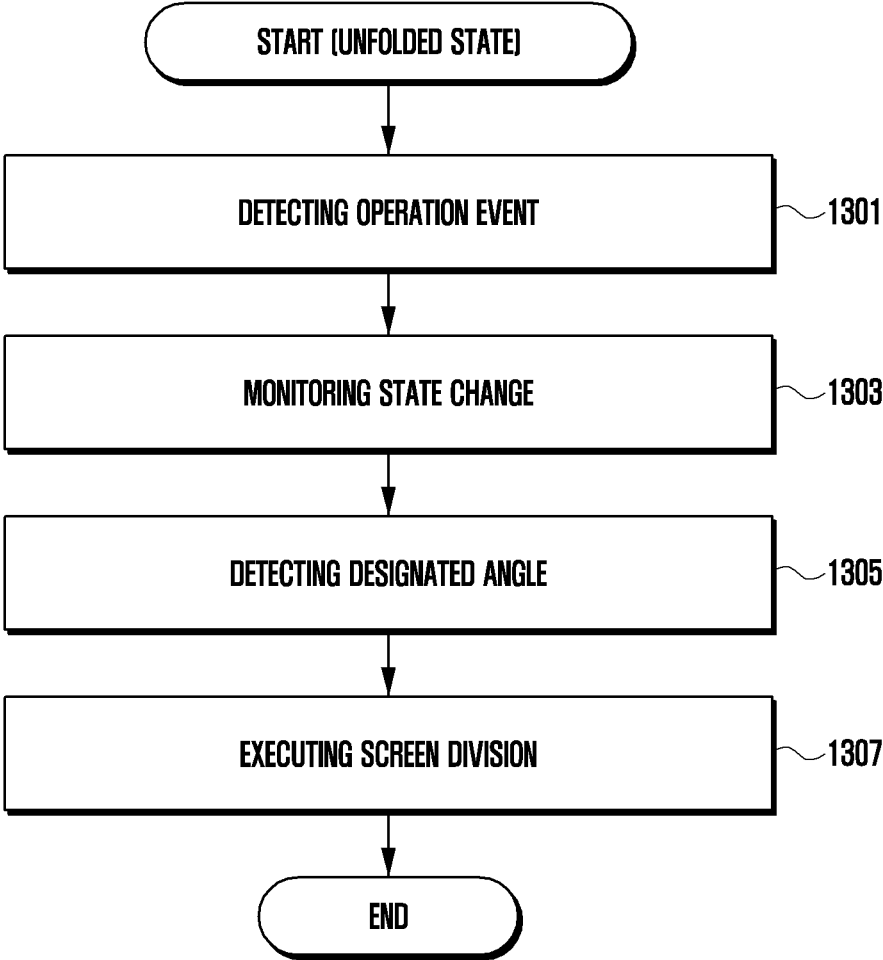 START (UNFOLDED STATE)
DETECTING OPERATION EVENT
1301
MONITORING STATE CHANGE
1303
DETECTING DESIGNATED ANGLE
1305
EXECUTING SCREEN DIVISION
1307
END